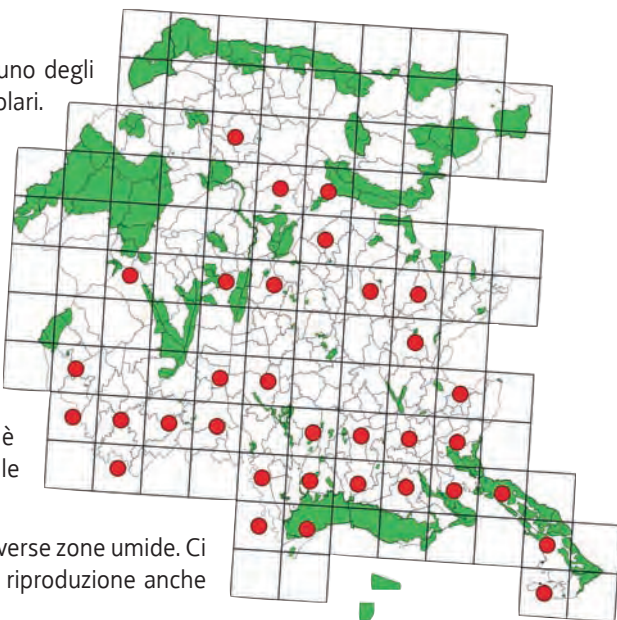 uno degli
olari.
è
le
verse zone umide. Ci
riproduzione anche